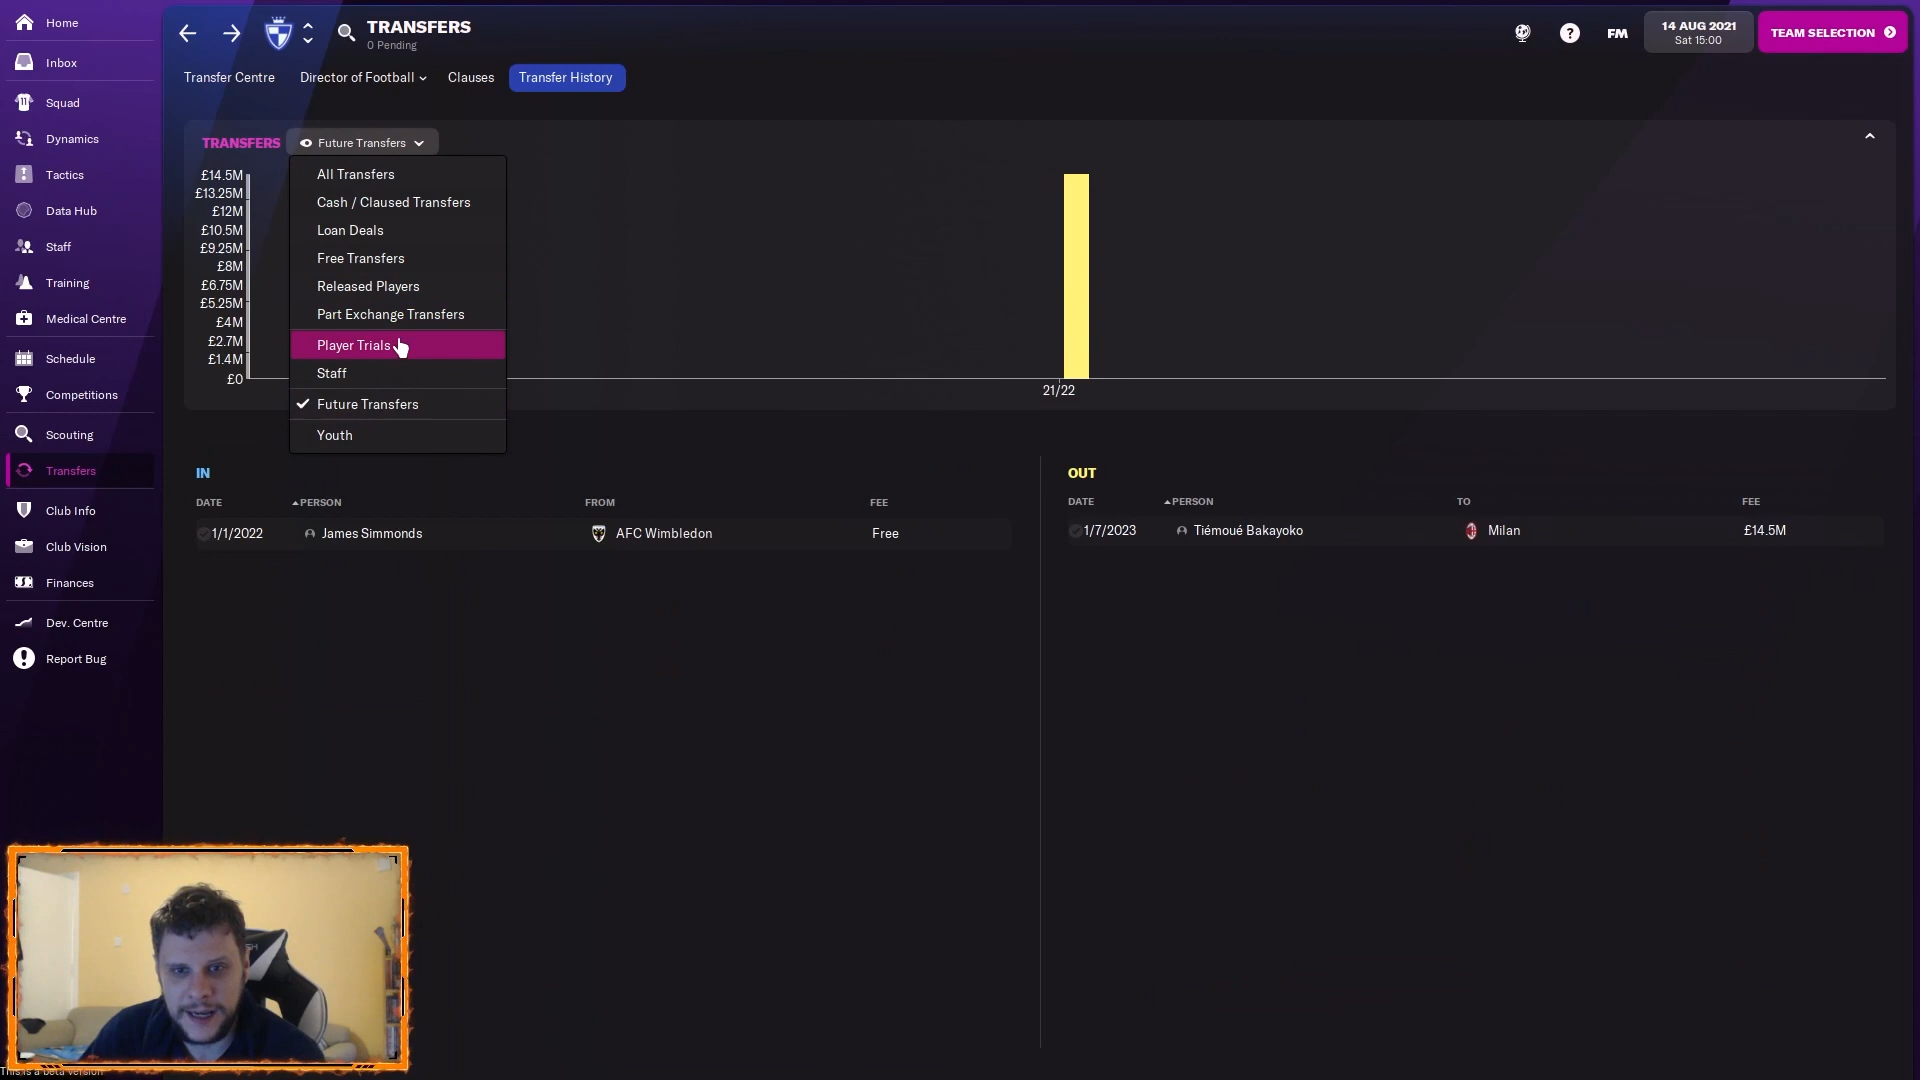 Home
Inbox
Squad
Dynamics
Tactics
Data Hub
Staff
Training
Medical Centre
Schedule
Competitions
Scouting
Transfers
Club Info
Club Vision
Finances
Dev. Centre
Report Bug
TRANSFERS
0 Pending
FM
14 AUG 2021
Sat 15:00
TEAM SELECTION
Transfer Centre
Director of Football
Clauses
Transfer History
TRANSFERS
Future Transfers
£14.5M
£13.25M
£12M
£10.5M
£9.25M
£8M
£6.75M
£5.25M
£4M
£2.7M
£1.4M
£0
All Transfers
Cash / Claused Transfers
Loan Deals
Free Transfers
Released Players
Part Exchange Transfers
Player Trials
Staff
Future Transfers
Youth
21/22
IN
DATE PERSON FROM FEE
1/1/2022 James Simmonds AFC Wimbledon Free
OUT
DATE PERSON TO FEE
1/7/2023 Tiémoué Bakayoko Milan £14.5M
This is a beta version